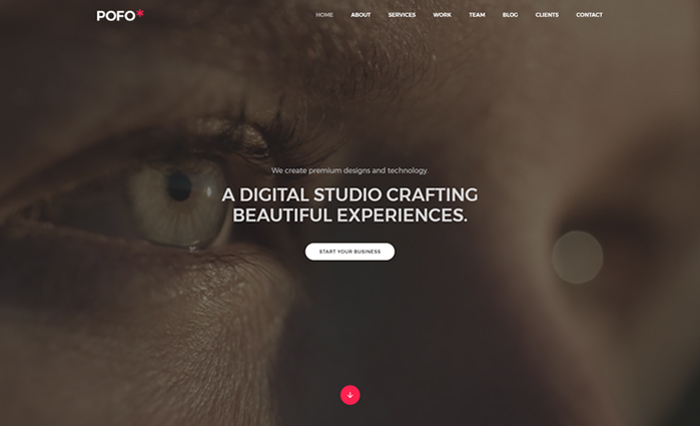 POFO*
HOME ABOUT SERVICES WORK TEAM BLOG CLIENTS CONTACT
We create premium designs and technology.
A DIGITAL STUDIO CRAFTING
BEAUTIFUL EXPERIENCES.
START YOUR BUSINESS